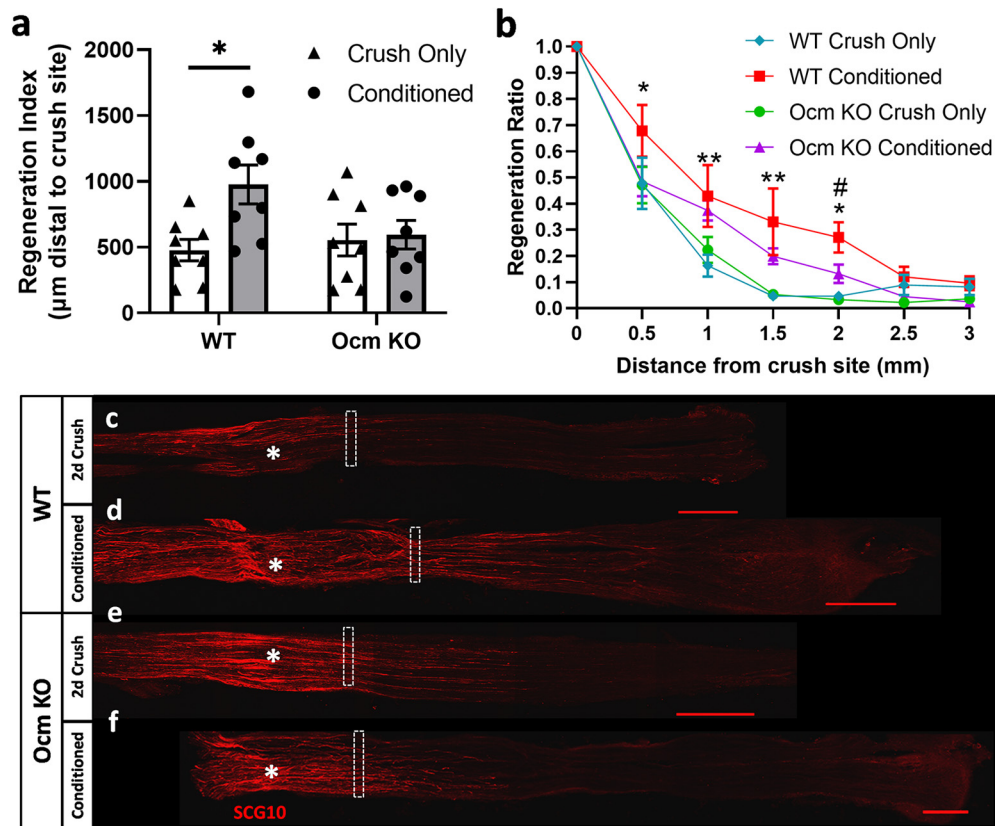 a
Regeneration Index
(µm distal to crush site)
2000
1500
1000
500
0
*
Crush Only
Conditioned
WT
Ocm KO
b
Regeneration Ratio
1.0
0.9
0.8
0.7
0.6
0.5
0.4
0.3
0.2
0.1
0.0
WT Crush Only
WT Conditioned
Ocm KO Crush Only
Ocm KO Conditioned
*
**
**
#
*
0
0.5
1
1.5
2
2.5
3
Distance from crush site (mm)
WT
2d Crush
c
*
Conditioned
d
*
Ocm KO
2d Crush
e
*
Conditioned
f
*
SCG10